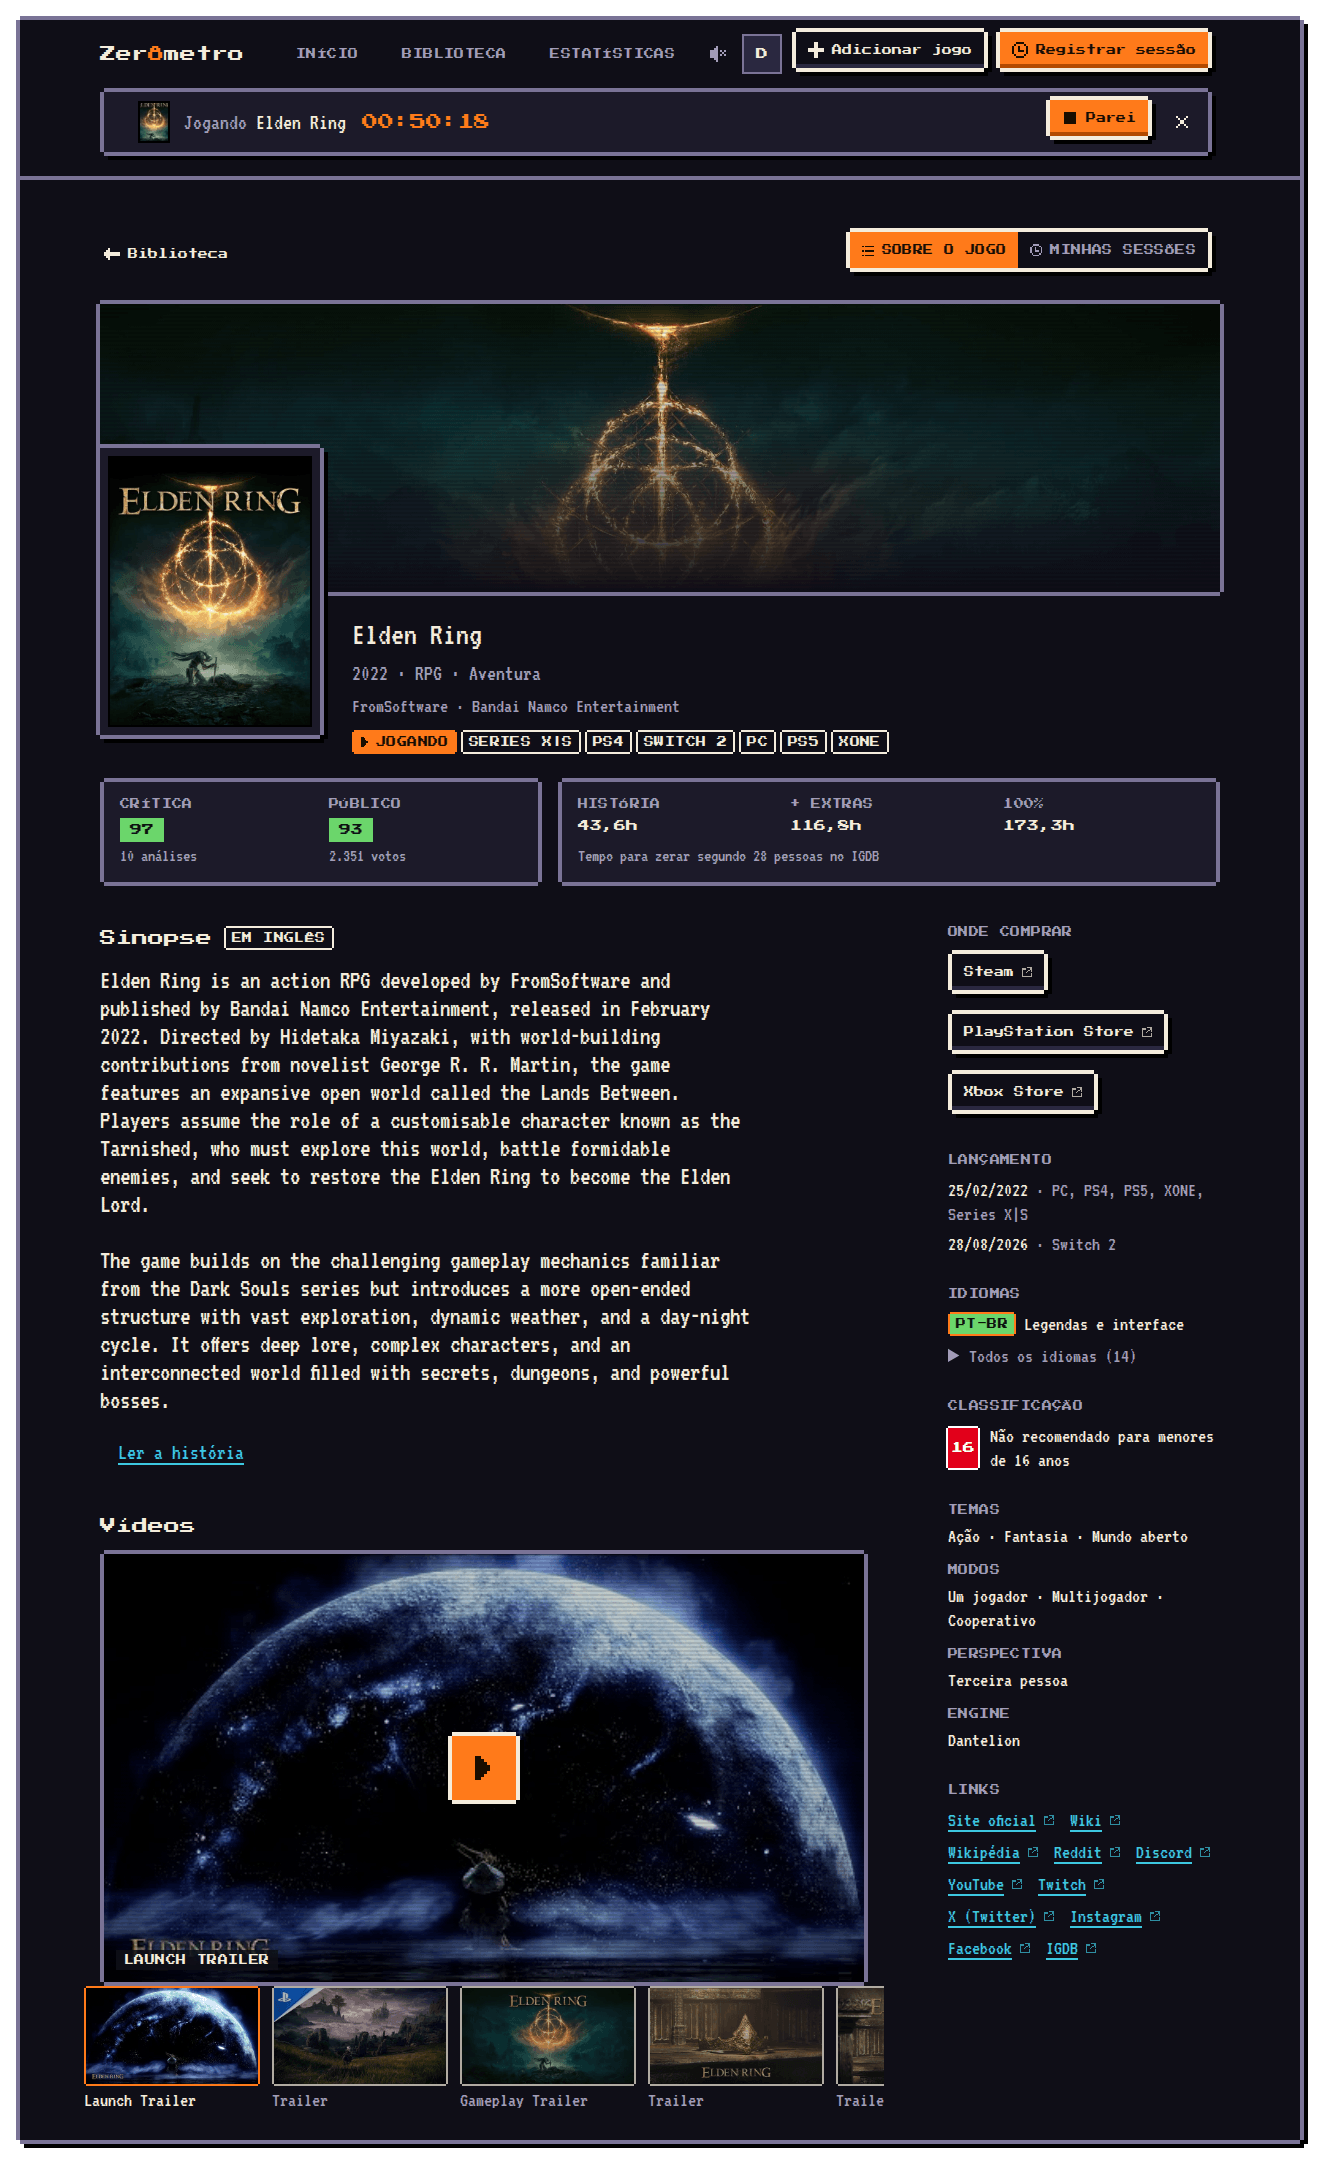 Zerômetro
INíCIO
BIBLIOTECA
ESTATíSTICAS
D
Adicionar jogo
Registrar sessão
Jogando Elden Ring 00:50:18
Parei
Biblioteca
SOBRE O JOGO
MINHAS SESSõES
ELDEN RING
Elden Ring
2022 · RPG · Aventura
FromSoftware · Bandai Namco Entertainment
JOGANDO SERIES X|S PS4 SWITCH 2 PC PS5 XONE
CRíTICA PúBLICO
97 93
10 análises 2.351 votos
HISTóRIA + EXTRAS 100%
43,6h 116,8h 173,3h
Tempo para zerar segundo 28 pessoas no IGDB
Sinopse EM INGLêS
Elden Ring is an action RPG developed by FromSoftware and
published by Bandai Namco Entertainment, released in February
2022. Directed by Hidetaka Miyazaki, with world-building
contributions from novelist George R. R. Martin, the game
features an expansive open world called the Lands Between.
Players assume the role of a customisable character known as the
Tarnished, who must explore this world, battle formidable
enemies, and seek to restore the Elden Ring to become the Elden
Lord.
The game builds on the challenging gameplay mechanics familiar
from the Dark Souls series but introduces a more open-ended
structure with vast exploration, dynamic weather, and a day-night
cycle. It offers deep lore, complex characters, and an
interconnected world filled with secrets, dungeons, and powerful
bosses.
Ler a história
Vídeos
ELDEN RING
LAUNCH TRAILER
ELDEN RING
ELDEN RING
Launch Trailer
Trailer
Gameplay Trailer
Trailer
Traile
ONDE COMPRAR
Steam
PlayStation Store
Xbox Store
LANçAMENTO
25/02/2022 · PC, PS4, PS5, XONE,
Series X|S
28/08/2026 · Switch 2
IDIOMAS
PT-BR Legendas e interface
Todos os idiomas (14)
CLASSIFICAçãO
16
Não recomendado para menores
de 16 anos
TEMAS
Ação · Fantasia · Mundo aberto
MODOS
Um jogador · Multijogador ·
Cooperativo
PERSPECTIVA
Terceira pessoa
ENGINE
Dantelion
LINKS
Site oficial Wiki
Wikipédia Reddit Discord
YouTube Twitch
X (Twitter) Instagram
Facebook IGDB